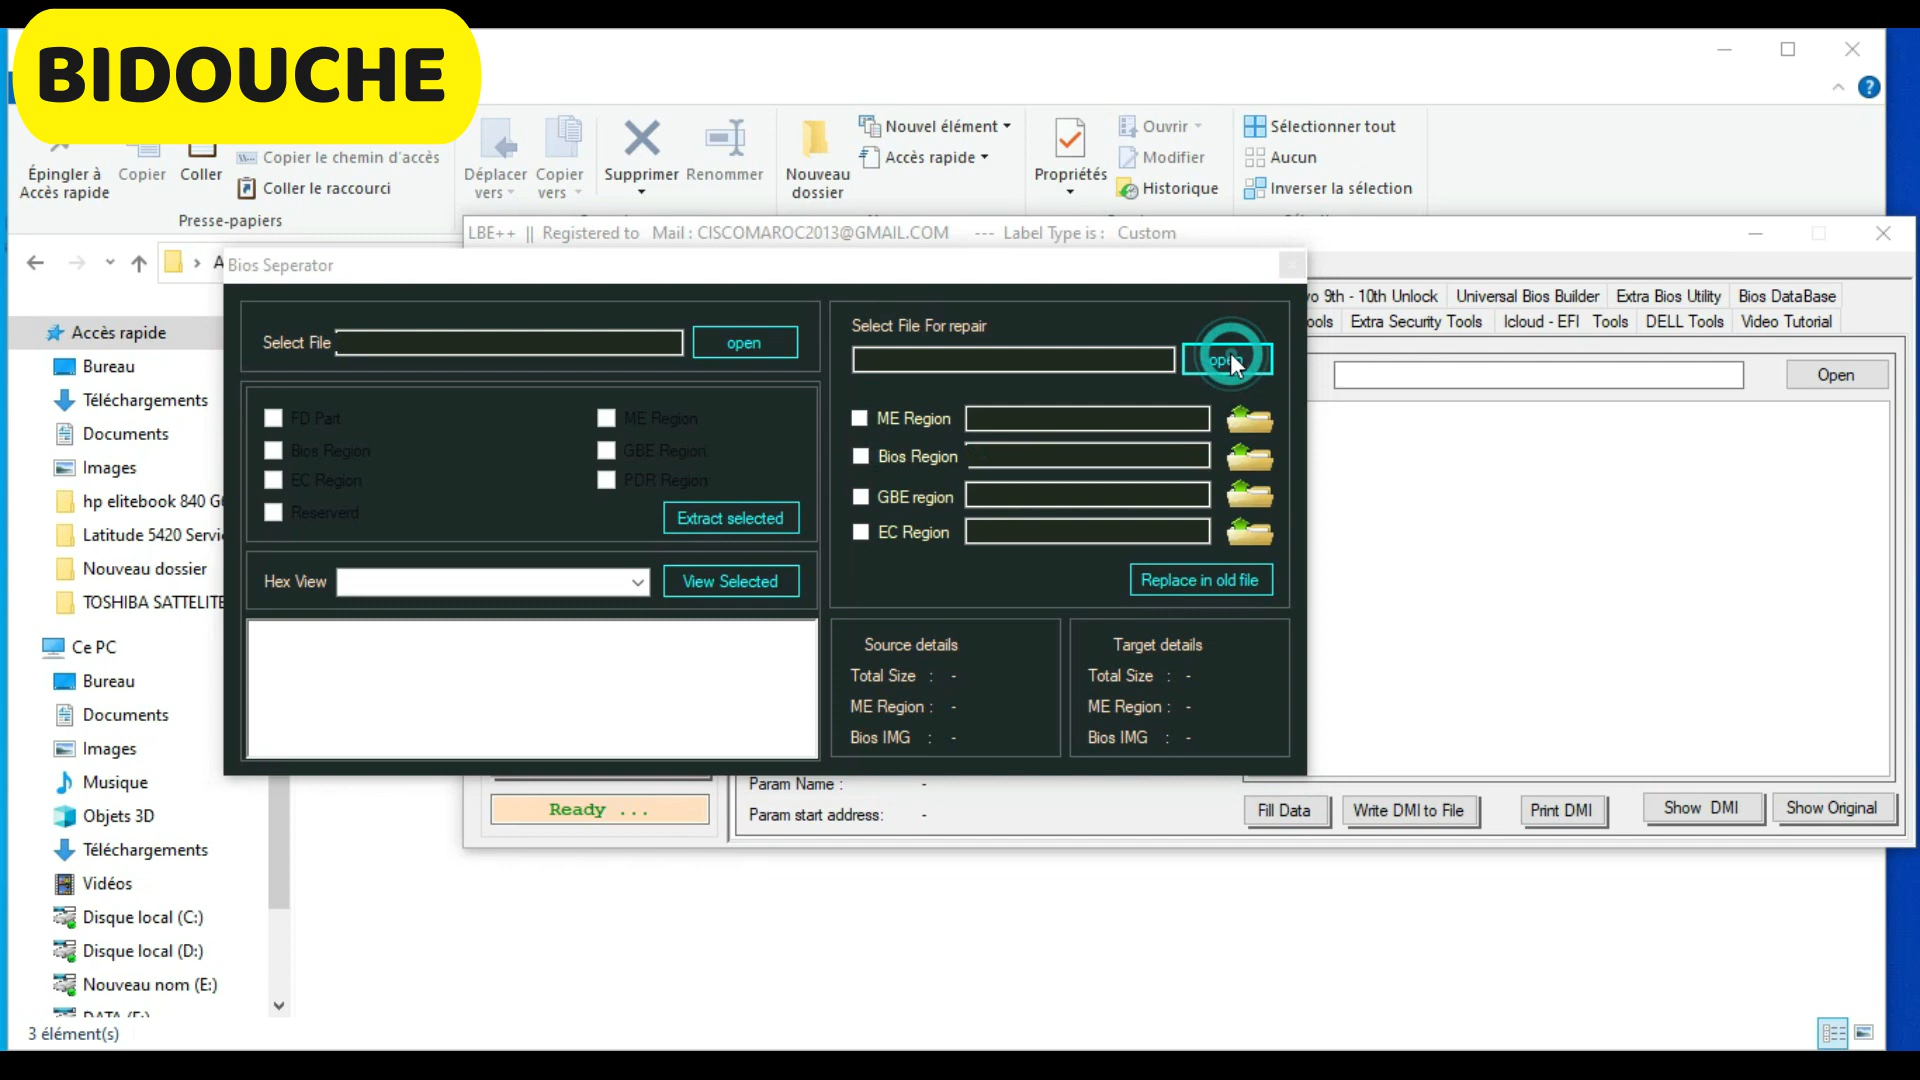 BIDOUCHE
Épingler à
Accès rapide
Copier
Coller
Copier le chemin d'accès
Coller le raccourci
Presse-papiers
Déplacer
vers
Copier
vers
Supprimer
Renommer
Nouveau
dossier
Nouvel élément
Accès rapide
Propriétés
Ouvrir
Modifier
Historique
Sélectionner tout
Aucun
Inverser la sélection
LBE++ || Registered to Mail : CISCOMAROC2013@GMAIL.COM --- Label Type is : Custom
Bios Seperator
Select File
open
FD Part
ME Region
Bios Region
GBE Region
EC Region
PDR Region
Reserverd
Extract selected
Hex View
View Selected
Select File For repair
open
ME Region
Bios Region
GBE region
EC Region
Replace in old file
Source details
Total Size : -
ME Region : -
Bios IMG : -
Target details
Total Size : -
ME Region : -
Bios IMG : -
9th - 10th Unlock
Universal Bios Builder
Extra Bios Utility
Bios DataBase
Extra Security Tools
Icloud - EFI Tools
DELL Tools
Video Tutorial
Open
Ready ...
Param Name : -
Param start address: -
Fill Data
Write DMI to File
Print DMI
Show DMI
Show Original
Accès rapide
Bureau
Téléchargements
Documents
Images
hp elitebook 840 G
Latitude 5420 Servi
Nouveau dossier
TOSHIBA SATTELITE
Ce PC
Bureau
Documents
Images
Musique
Objets 3D
Téléchargements
Vidéos
Disque local (C:)
Disque local (D:)
Nouveau nom (E:)
3 élément(s)